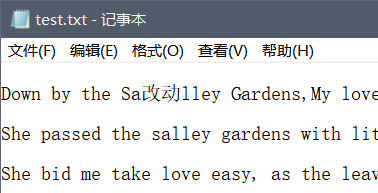 test.txt - 记事本
文件(F) 编辑(E) 格式(O) 查看(V) 帮助(H)
Down by the Sa改动lley Gardens,My love
She passed the salley gardens with lit
She bid me take love easy, as the leav